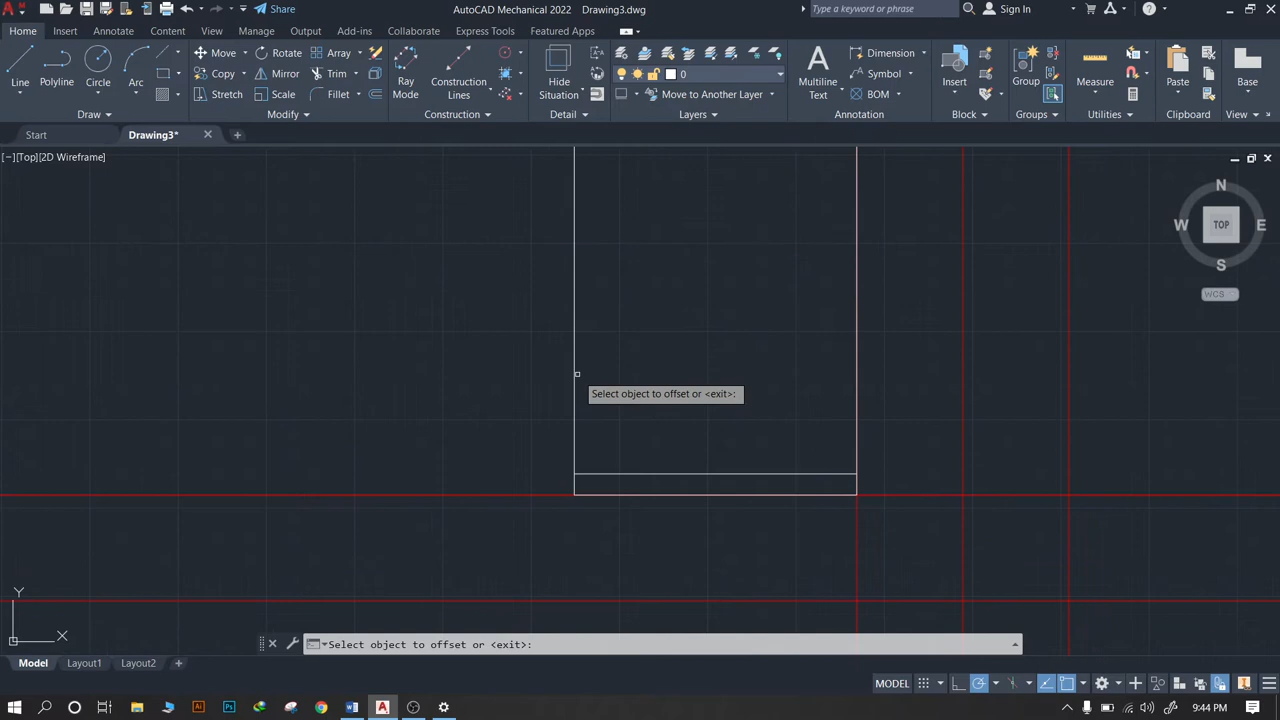 A
M
Share
AutoCAD Mechanical 2022 Drawing3.dwg
Type a keyword or phrase
Sign In
?
Home Insert Annotate Content View Manage Output Add-ins Collaborate Express Tools Featured Apps
Line Polyline Circle Arc
Draw
Move Rotate Array
Copy Mirror Trim
Stretch Scale Fillet
Modify
Ray Mode
Construction Lines
Construction
Hide Situation
Detail
0
Move to Another Layer
Layers
Multiline Text
Dimension
Symbol
BOM
Annotation
Insert
Block
Group
Groups
Measure
Utilities
Paste
Clipboard
Base
View
Start Drawing3*
[−][Top][2D Wireframe]
N
W TOP E
S
WCS
Select object to offset or <exit>:
Y
X
Select object to offset or <exit>:
Model Layout1 Layout2
MODEL
Ai Ps A
9:44 PM